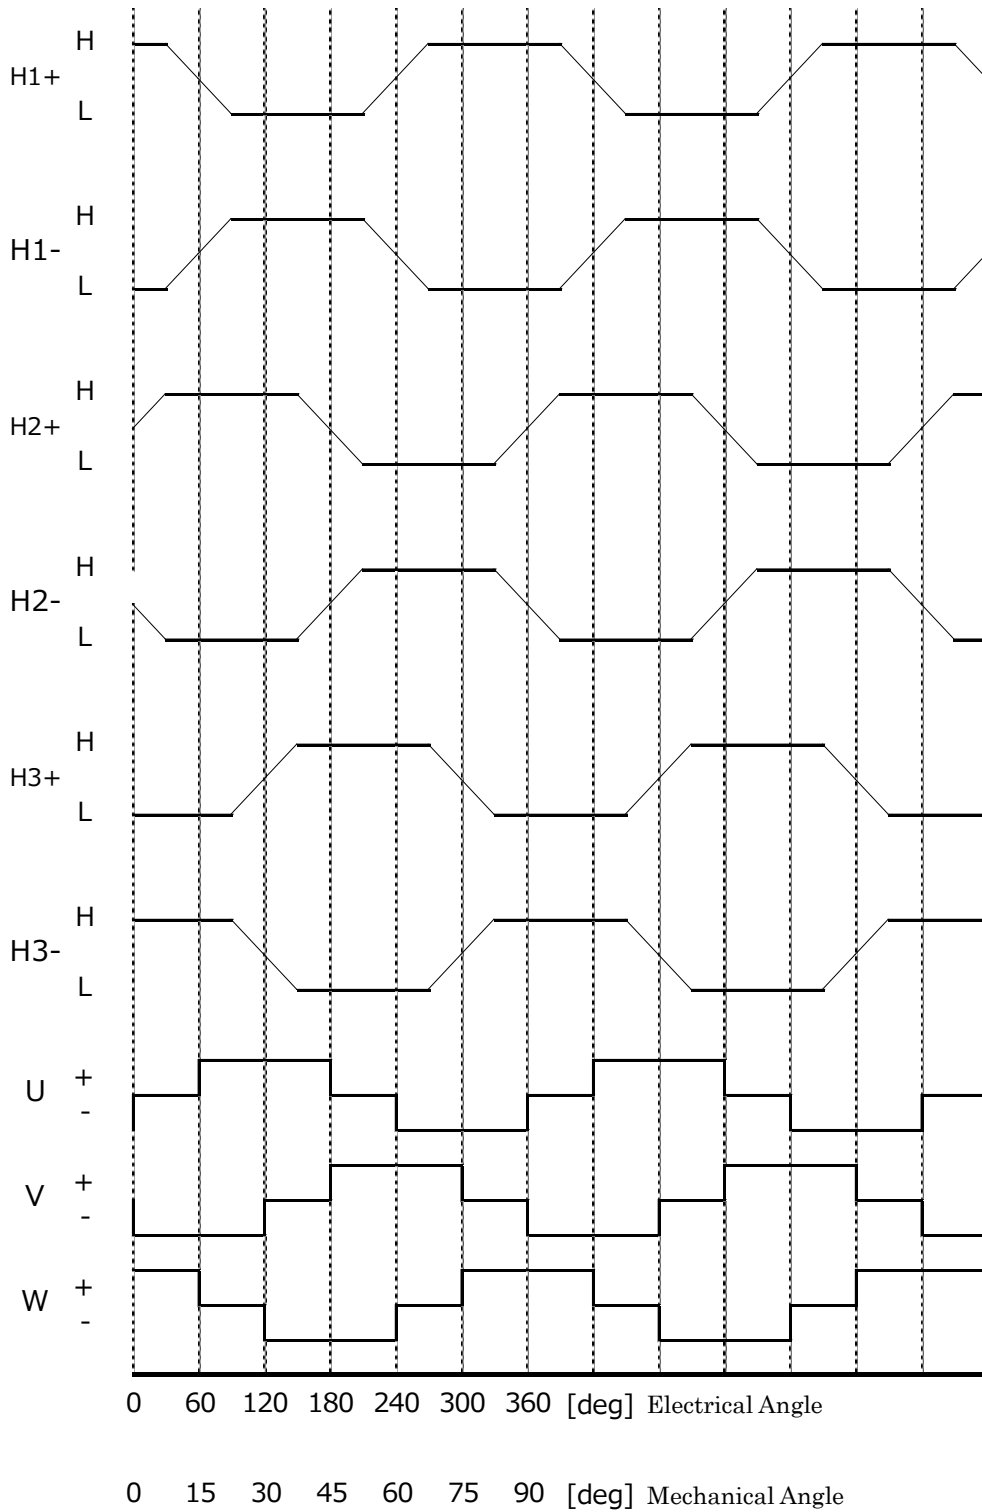 H
H1+
L
H
H1-
L
H
H2+
L
H
H2-
L
H
H3+
L
H
H3-
L
U + -
V + -
W + -
0 60 120 180 240 300 360 [deg] Electrical Angle
0 15 30 45 60 75 90 [deg] Mechanical Angle